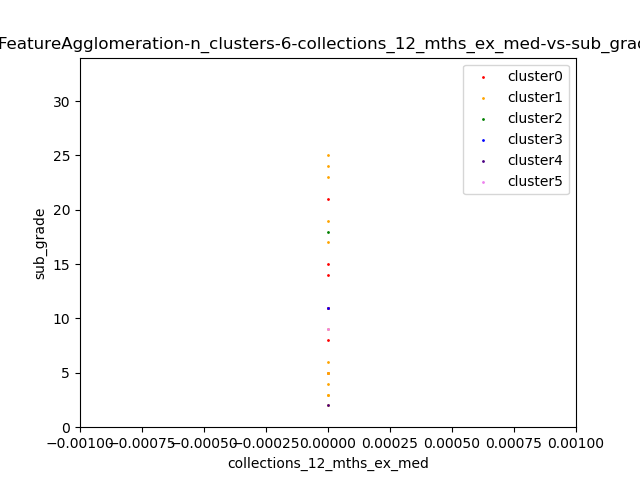 FeatureAgglomeration-n_clusters-6-collections_12_mths_ex_med-vs-sub_grad
cluster0
cluster1
cluster2
cluster3
cluster4
cluster5
30
25
20
15
10
5
0
sub_grade
−0.00100 −0.00075 −0.00050 −0.00025 0.00000 0.00025 0.00050 0.00075 0.00100
collections_12_mths_ex_med